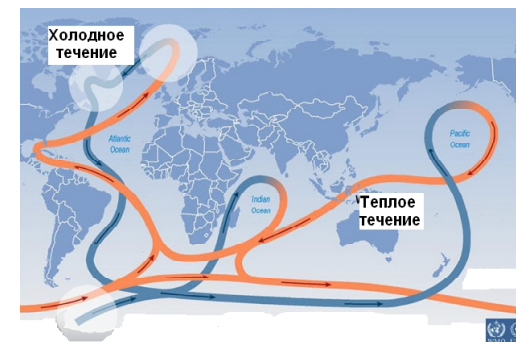 Холодное
течение
Atlantic
Ocean
Pacific
Ocean
Indian
Ocean
Теплое
течение